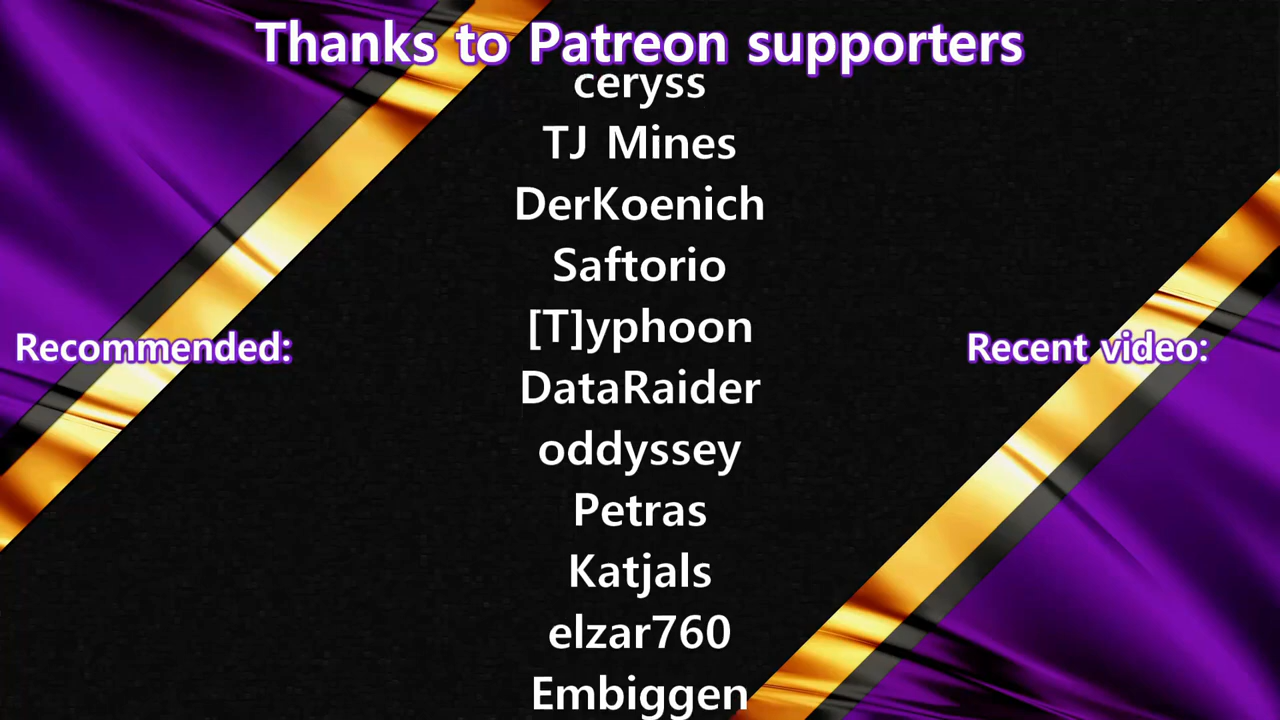 Thanks to Patreon supporters
ceryss
TJ Mines
DerKoenich
Saftorio
[T]yphoon
Recommended:
Recent video:
DataRaider
oddyssey
Petras
Katjals
elzar760
Embiggen